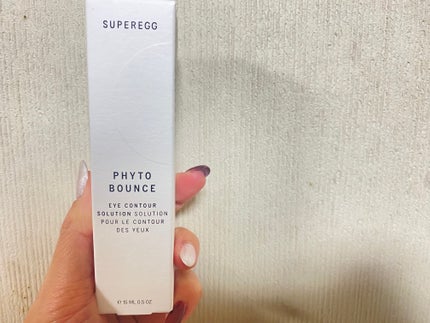 SUPEREGG
PHYTO
BOUNCE
EYE CONTOUR
SOLUTION SOLUTION
POUR LE CONTOUR
DES YEUX
℮ 15 ML, 0.5 OZ